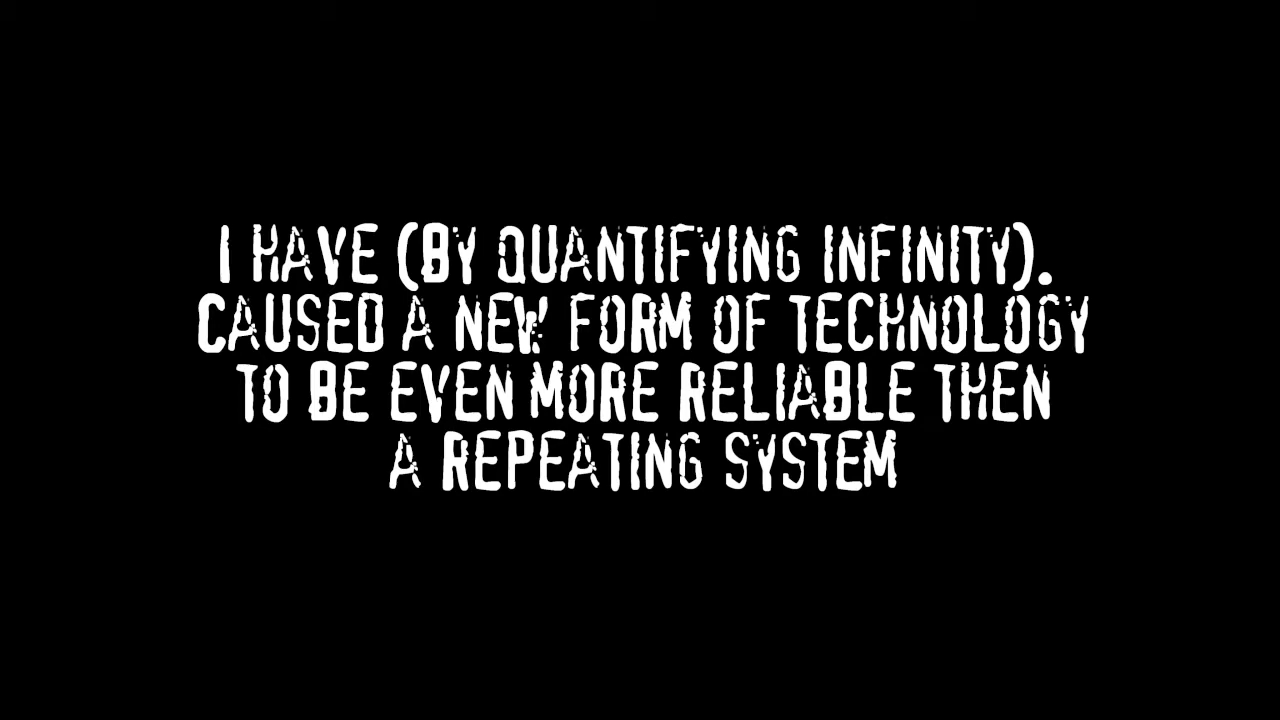 I HAVE (BY QUANTIFYING INFINITY).
CAUSED A NEW FORM OF TECHNOLOGY
TO BE EVEN MORE RELIABLE THEN
A REPEATING SYSTEM